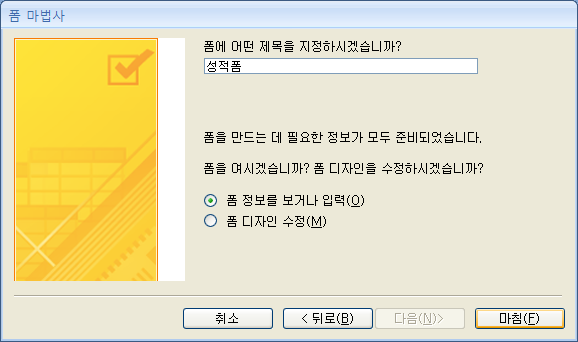 폼 마법사
폼에 어떤 제목을 지정하시겠습니까?
성적폼
폼을 만드는 데 필요한 정보가 모두 준비되었습니다.
폼을 여시겠습니까? 폼 디자인을 수정하시겠습니까?
폼 정보를 보거나 입력(O)
폼 디자인 수정(M)
취소 < 뒤로(B) 다음(N)> 마침(F)